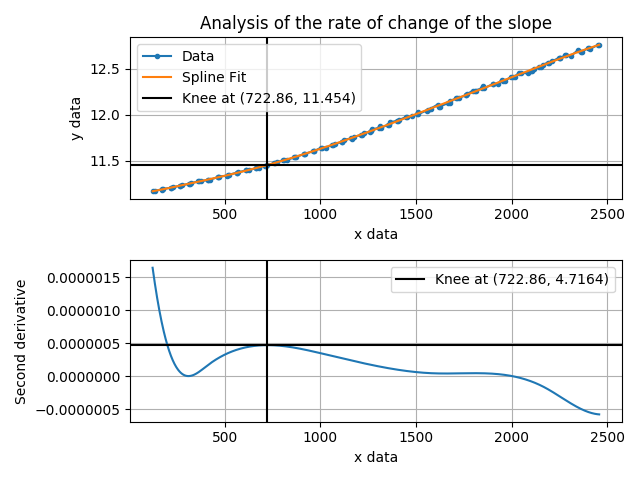 Analysis of the rate of change of the slope
12.5
12.0
11.5
y data
Data
Spline Fit
Knee at (722.86, 11.454)
500 1000 1500 2000 2500
x data
0.0000015
0.0000010
0.0000005
0.0000000
−0.0000005
Second derivative
Knee at (722.86, 4.7164)
500 1000 1500 2000 2500
x data